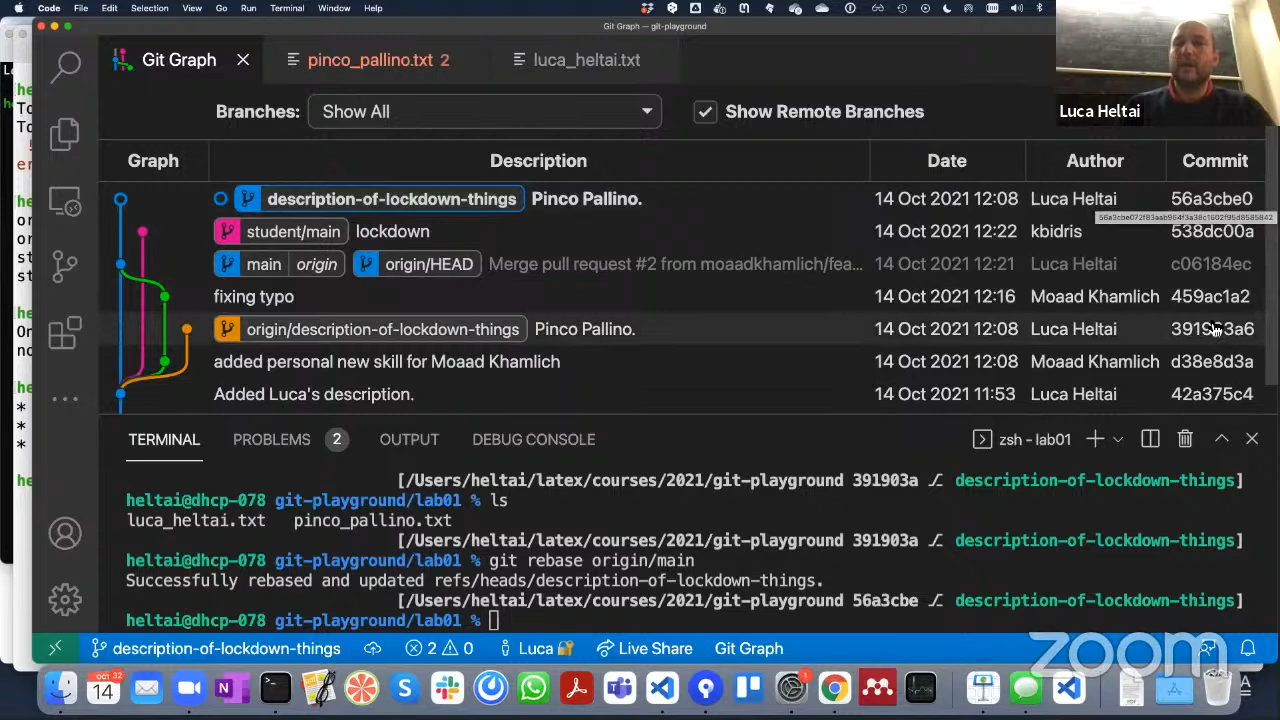 Code File Edit Selection View Go Run Terminal Window Help
Git Graph — git-playground
Git Graph
pinco_pallino.txt 2
luca_heltai.txt
Luca Heltai
Branches: Show All Show Remote Branches
Graph Description Date Author Commit
description-of-lockdown-things Pinco Pallino. 14 Oct 2021 12:08 Luca Heltai 56a3cbe0
student/main lockdown 14 Oct 2021 12:22 kbidris 538dc00a
main origin origin/HEAD Merge pull request #2 from moaadkhamlich/fea... 14 Oct 2021 12:21 Luca Heltai c06184ec
fixing typo 14 Oct 2021 12:16 Moaad Khamlich 459ac1a2
origin/description-of-lockdown-things Pinco Pallino. 14 Oct 2021 12:08 Luca Heltai
added personal new skill for Moaad Khamlich 14 Oct 2021 12:08 Moaad Khamlich d38e8d3a
Added Luca's description. 14 Oct 2021 11:53 Luca Heltai 42a375c4
TERMINAL PROBLEMS 2 OUTPUT DEBUG CONSOLE zsh - lab01
[/Users/heltai/latex/courses/2021/git-playground 391903a ⌥ description-of-lockdown-things]
heltai@dhcp-078 git-playground/lab01 % ls
luca_heltai.txt pinco_pallino.txt
[/Users/heltai/latex/courses/2021/git-playground 391903a ⌥ description-of-lockdown-things]
heltai@dhcp-078 git-playground/lab01 % git rebase origin/main
Successfully rebased and updated refs/heads/description-of-lockdown-things.
[/Users/heltai/latex/courses/2021/git-playground 56a3cbe ⌥ description-of-lockdown-things]
heltai@dhcp-078 git-playground/lab01 %
description-of-lockdown-things 2 0 Luca Live Share Git Graph
zoom
OCT
14